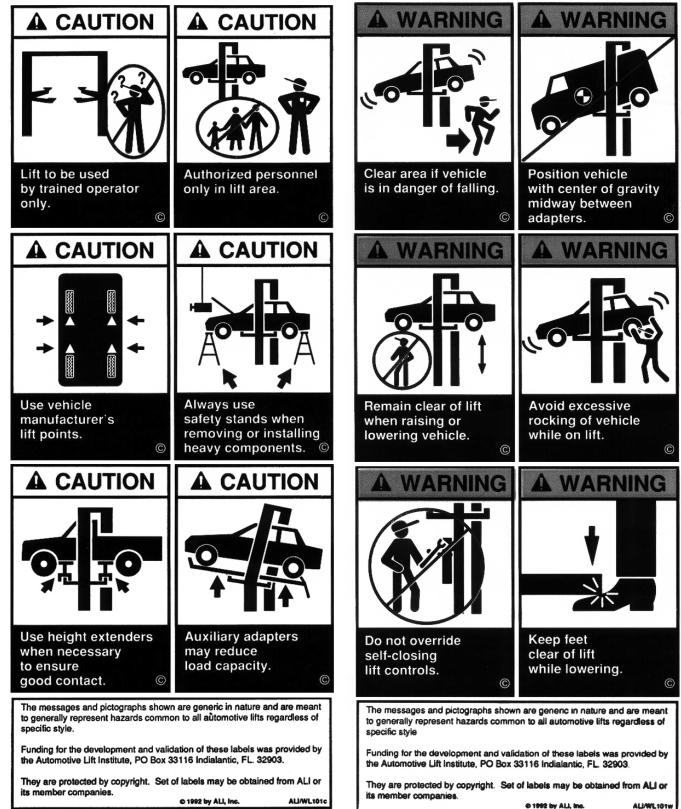 CAUTION
Lift to be used
by trained operator
only.
©
CAUTION
Authorized personnel
only in lift area.
©
CAUTION
Use vehicle
manufacturer's
lift points.
©
CAUTION
Always use
safety stands when
removing or installing
heavy components.
©
CAUTION
Use height extenders
when necessary
to ensure
good contact.
©
CAUTION
Auxiliary adapters
may reduce
load capacity.
©
The messages and pictographs shown are generic in nature and are meant
to generally represent hazards common to all automotive lifts regardless of
specific style.
Funding for the development and validation of these labels was provided by
the Automotive Lift Institute, PO Box 33116 Indialantic, FL. 32903.
They are protected by copyright. Set of labels may be obtained from ALI or
its member companies.
© 1992 by ALI, Inc. ALI/WL101c
WARNING
Clear area if vehicle
is in danger of falling.
©
WARNING
Position vehicle
with center of gravity
midway between
adapters.
©
WARNING
Remain clear of lift
when raising or
lowering vehicle.
©
WARNING
Avoid excessive
rocking of vehicle
while on lift.
©
WARNING
Do not override
self-closing
lift controls.
©
WARNING
Keep feet
clear of lift
while lowering.
©
The messages and pictographs shown are generic in nature and are meant
to generally represent hazards common to all automotive lifts regardless of
specific style
Funding for the development and validation of these labels was provided by
the Automotive Lift Institute, PO Box 33116 Indialantic, FL 32903.
They are protected by copyright. Set of labels may be obtained from ALI or
its member companies.
© 1992 by ALI, Inc. ALI/WL101w